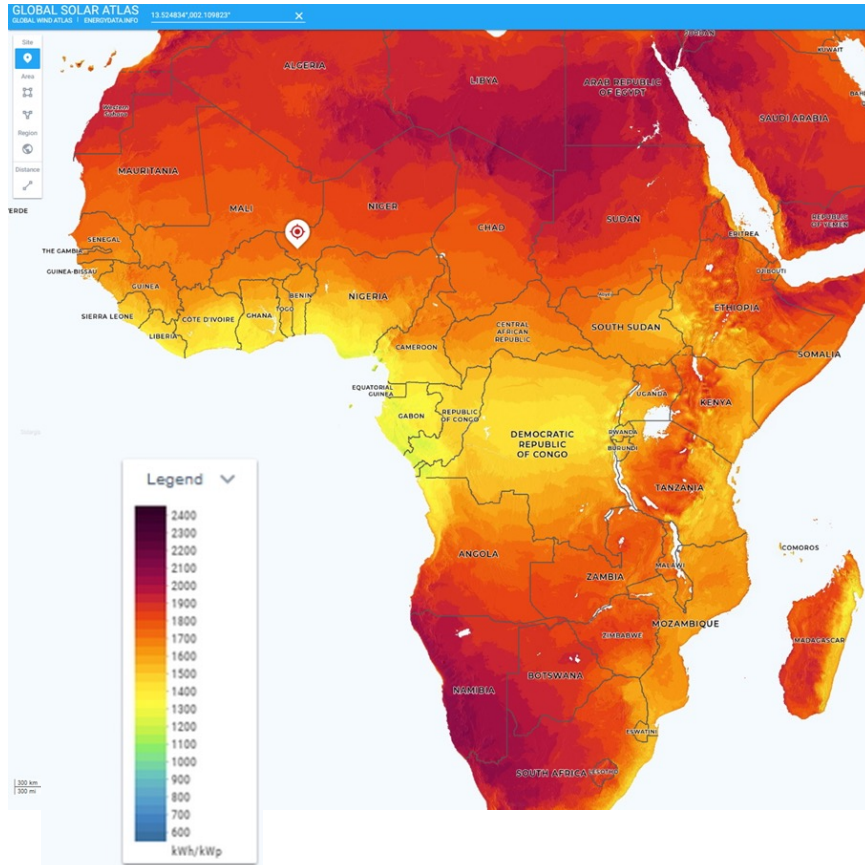 GLOBAL SOLAR ATLAS
GLOBAL WIND ATLAS | ENERGYDATA.INFO
13.524834°,002.109823°
Site
Area
Region
Distance
JORDAN
KUWAIT
ALGERIA
LIBYA
ARAB REPUBLIC
OF EGYPT
Western
Sahara
SAUDI ARABIA
MAURITANIA
MALI
NIGER
CHAD
SUDAN
REPUBLIC
OF YEMEN
VERDE
ERITREA
SENEGAL
THE GAMBIA
GUINEA-BISSAU
DJIBOUTI
GUINEA
BENIN
NIGERIA
ETHIOPIA
SIERRA LEONE
CÔTE D'IVOIRE
GHANA
TOGO
LIBERIA
CENTRAL
AFRICAN
REPUBLIC
SOUTH SUDAN
CAMEROON
SOMALIA
EQUATORIAL
GUINEA
UGANDA
KENYA
GABON
REPUBLIC
OF CONGO
DEMOCRATIC
REPUBLIC
OF CONGO
RWANDA
BURUNDI
TANZANIA
Legend
2400
2300
2200
2100
2000
1900
1800
1700
1600
1500
1400
1300
1200
1100
1000
900
800
700
600
kWh/kWp
COMOROS
ANGOLA
MALAWI
ZAMBIA
MOZAMBIQUE
ZIMBABWE
MADAGASCAR
BOTSWANA
NAMIBIA
ESWATINI
SOUTH AFRICA
LESOTHO
300 km
300 mi